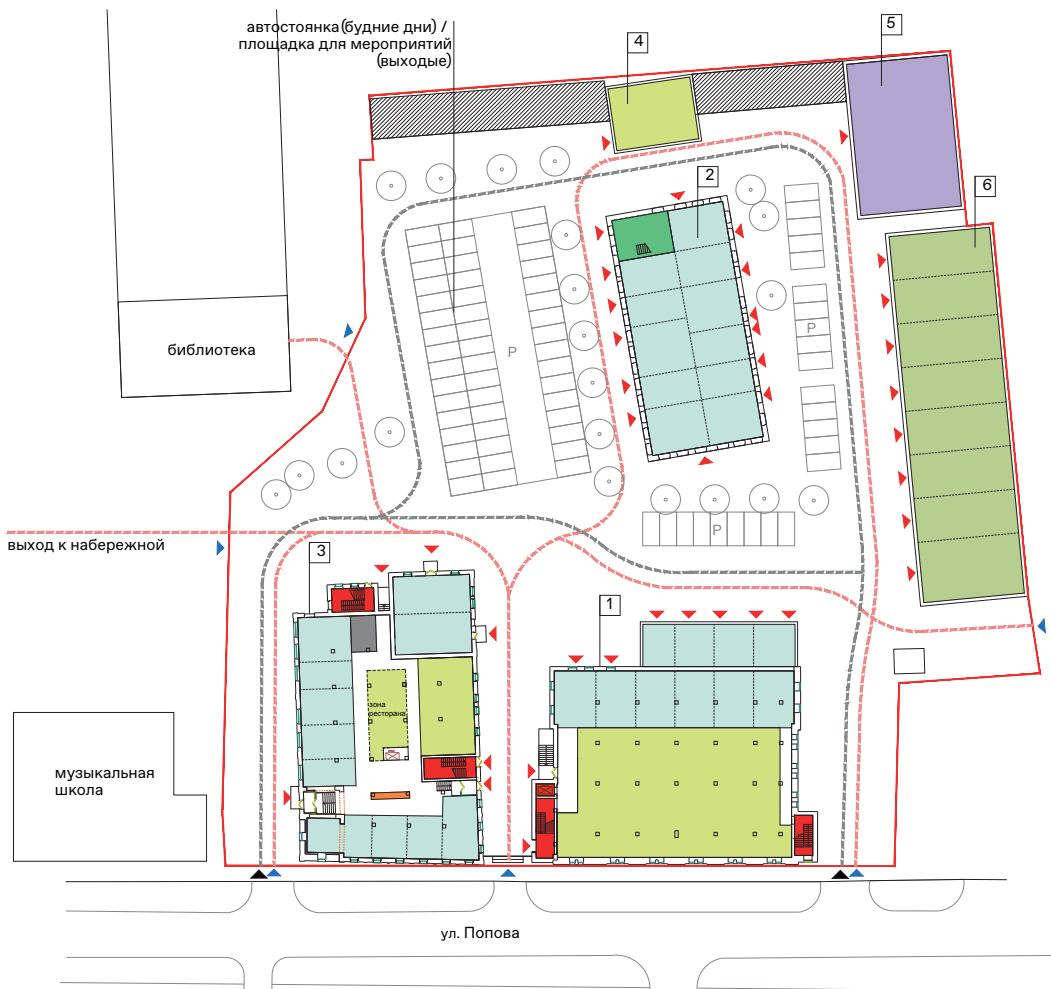 автостоянка(будние дни) /
площадка для мероприятий
(выходые)
4
5
2
6
P
P
библиотека
P
выход к набережной
3
1
зона
ресторана
музыкальная
школа
ул. Попова